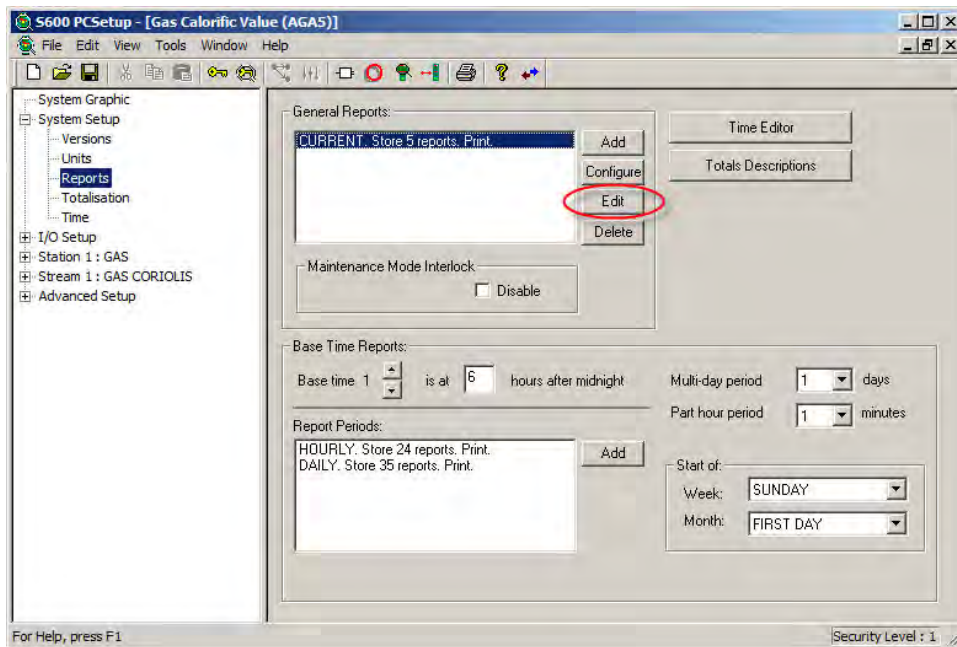 S600 PCSetup - [Gas Calorific Value (AGA5)]
File Edit View Tools Window Help
System Graphic
System Setup
Versions
Units
Reports
Totalisation
Time
I/O Setup
Station 1 : GAS
Stream 1 : GAS CORIOLIS
Advanced Setup
General Reports:
CURRENT. Store 5 reports. Print.
Add
Configure
Edit
Delete
Time Editor
Totals Descriptions
Maintenance Mode Interlock
Disable
Base Time Reports:
Base time 1 is at 6 hours after midnight
Multi-day period 1 days
Part hour period 1 minutes
Report Periods:
HOURLY. Store 24 reports. Print.
DAILY. Store 35 reports. Print.
Add
Start of:
Week: SUNDAY
Month: FIRST DAY
For Help, press F1
Security Level : 1